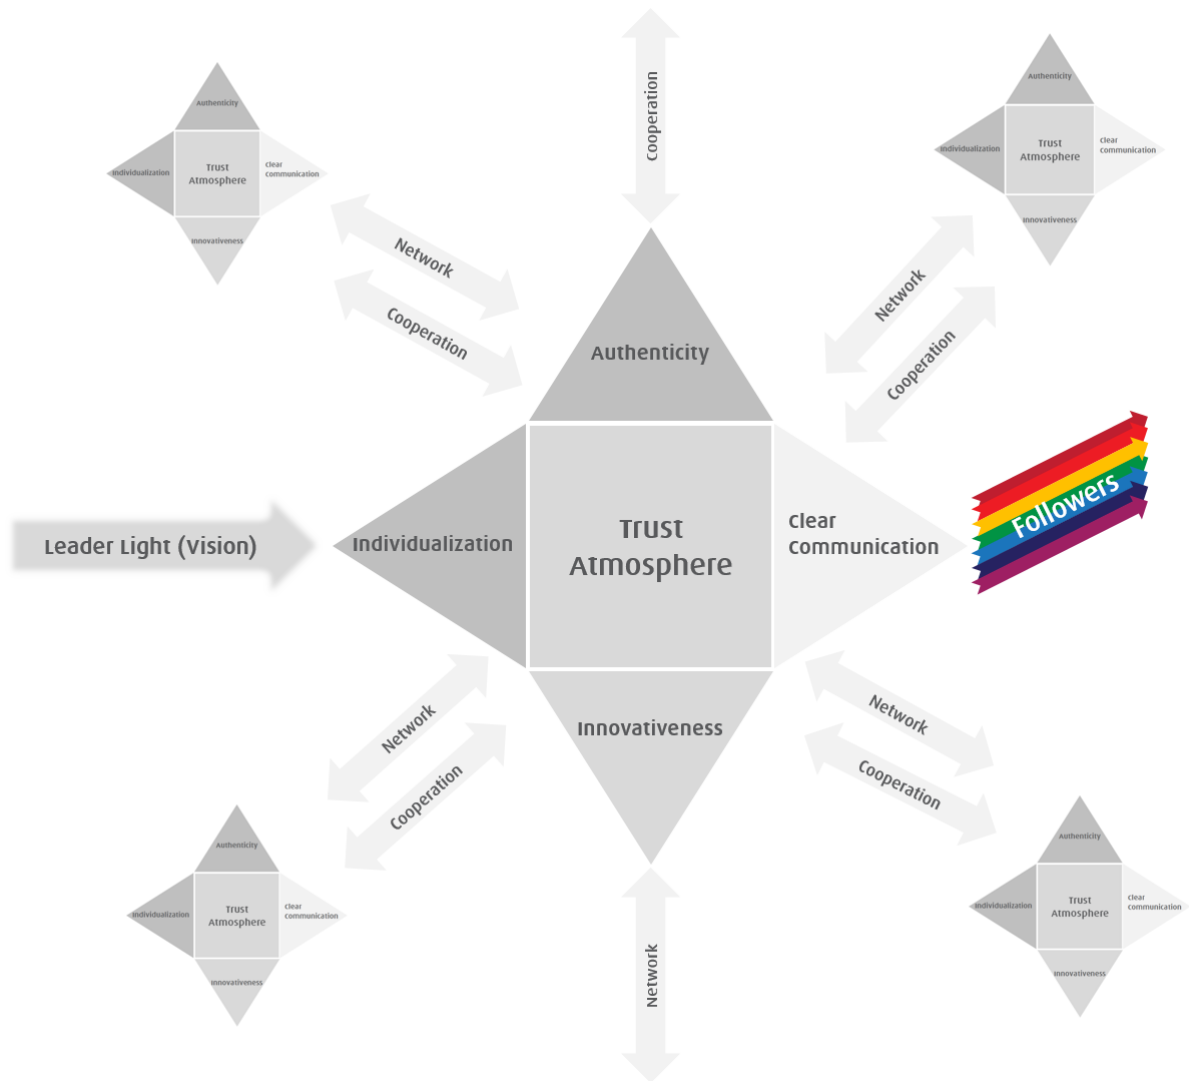 Cooperation
Authenticity
Individualization
Trust
Atmosphere
Clear
communication
Innovativeness
Authenticity
Individualization
Trust
Atmosphere
Clear
communication
Innovativeness
Network
Cooperation
Network
Cooperation
Authenticity
Individualization
Trust
Atmosphere
Clear
Communication
Innovativeness
Leader Light (Vision)
Followers
Network
Cooperation
Network
Cooperation
Authenticity
Individualization
Trust
Atmosphere
Clear
communication
Innovativeness
Authenticity
Individualization
Trust
Atmosphere
Clear
communication
Innovativeness
Network